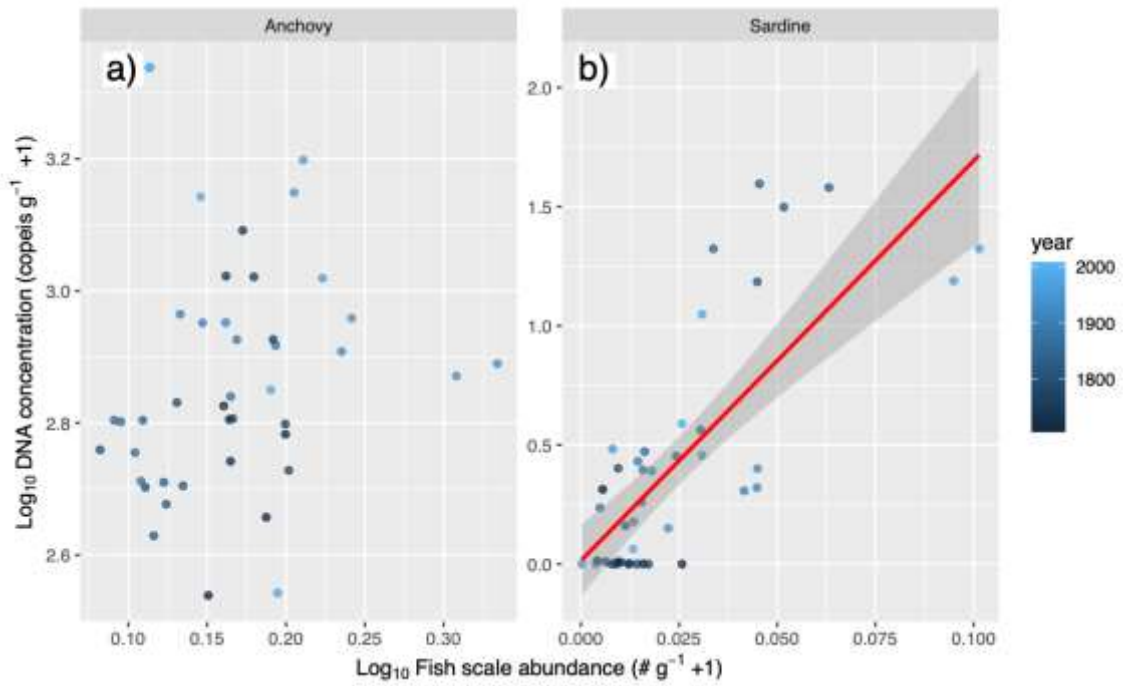 Anchovy
Sardine
a)
b)
3.2
3.0
2.8
2.6
2.0
1.5
1.0
0.5
0.0
Log₁₀ DNA concentration (copeis g⁻¹ +1)
0.10 0.15 0.20 0.25 0.30
0.000 0.025 0.050 0.075 0.100
Log₁₀ Fish scale abundance (# g⁻¹ +1)
year
2000
1900
1800